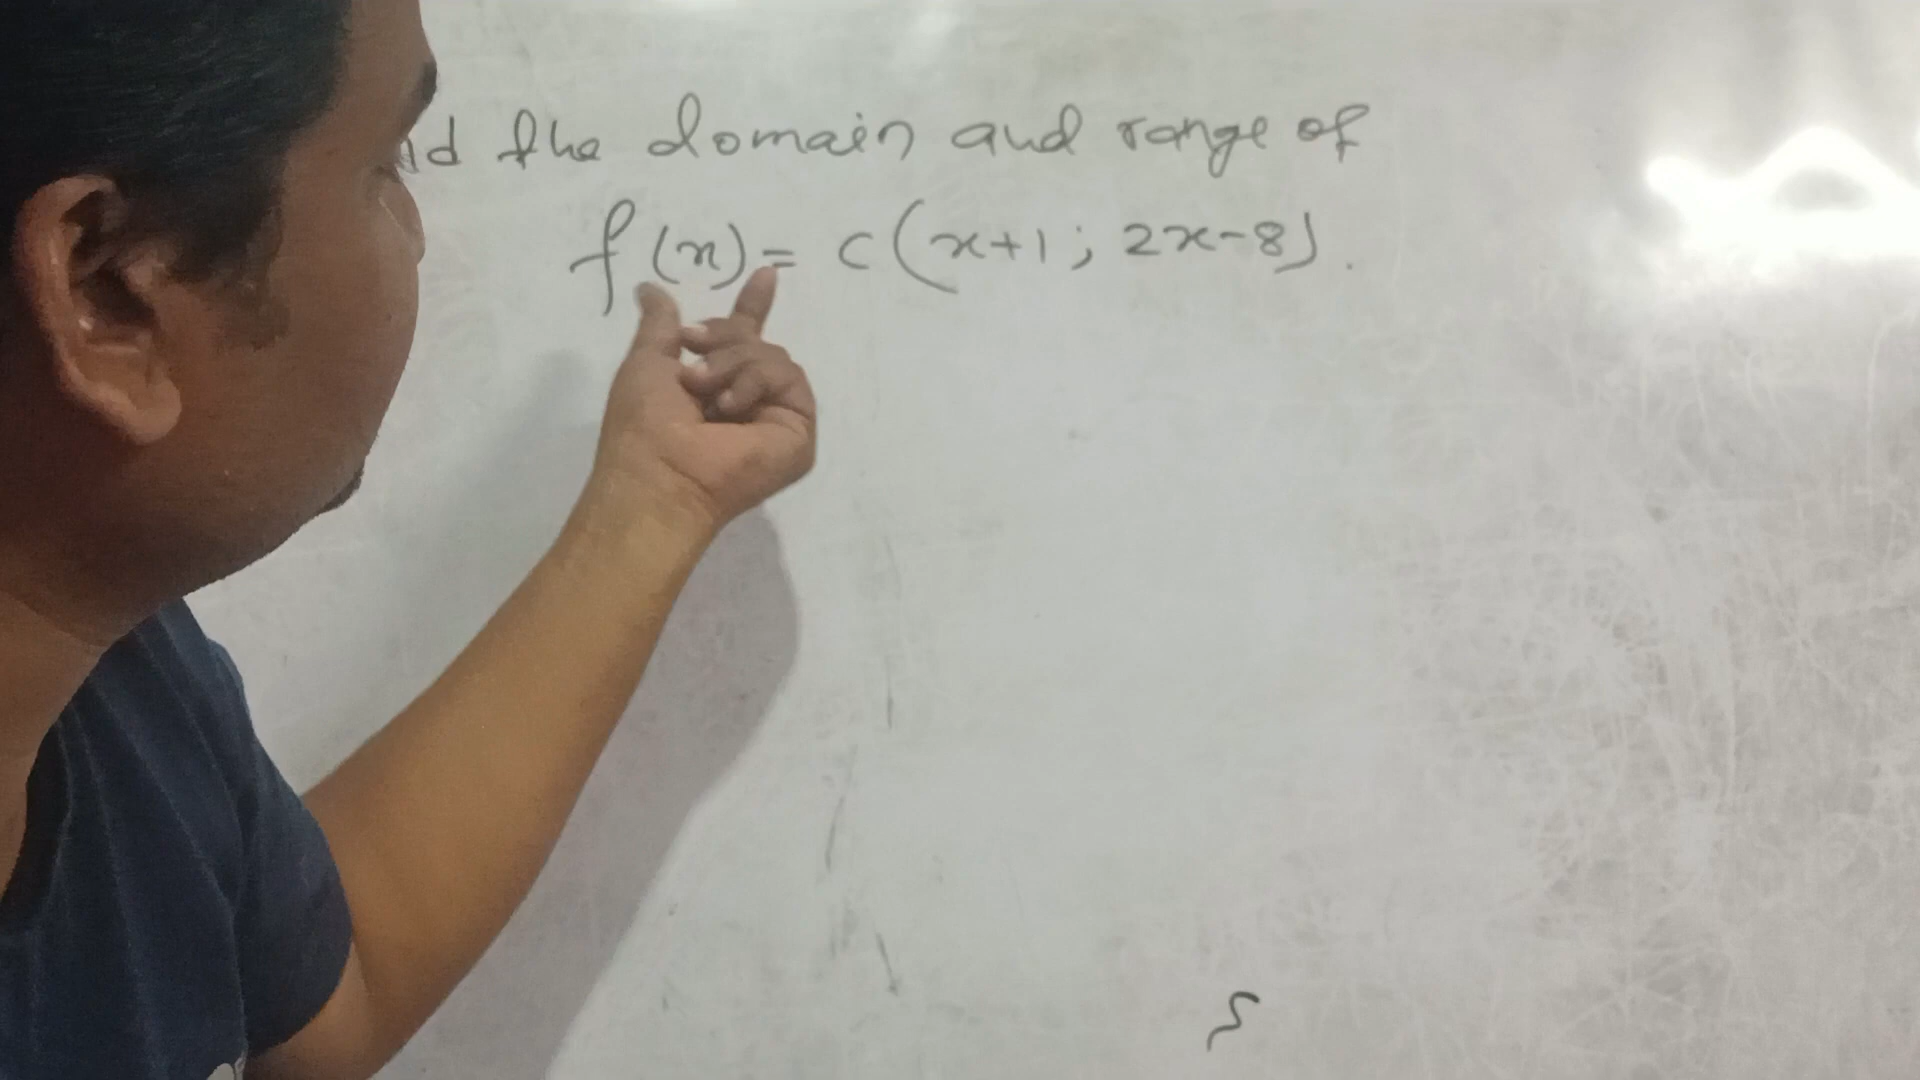 the domain and range of
f(x) = c(x+1; 2x-8).